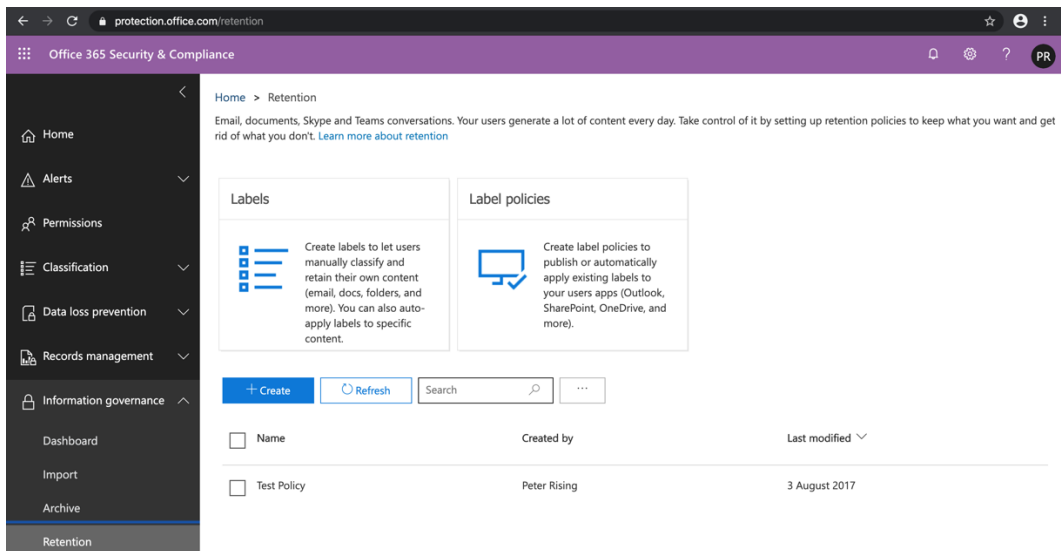 protection.office.com/retention
Office 365 Security & Compliance
PR
Home
Alerts
Permissions
Classification
Data loss prevention
Records management
Information governance
Dashboard
Import
Archive
Retention
Home > Retention
Email, documents, Skype and Teams conversations. Your users generate a lot of content every day. Take control of it by setting up retention policies to keep what you want and get
rid of what you don't. Learn more about retention
Labels
Create labels to let users
manually classify and
retain their own content
(email, docs, folders, and
more). You can also auto-
apply labels to specific
content.
Label policies
Create label policies to
publish or automatically
apply existing labels to
your users apps (Outlook,
SharePoint, OneDrive, and
more).
+ Create
Refresh
Search
...
Name Created by Last modified
Test Policy Peter Rising 3 August 2017